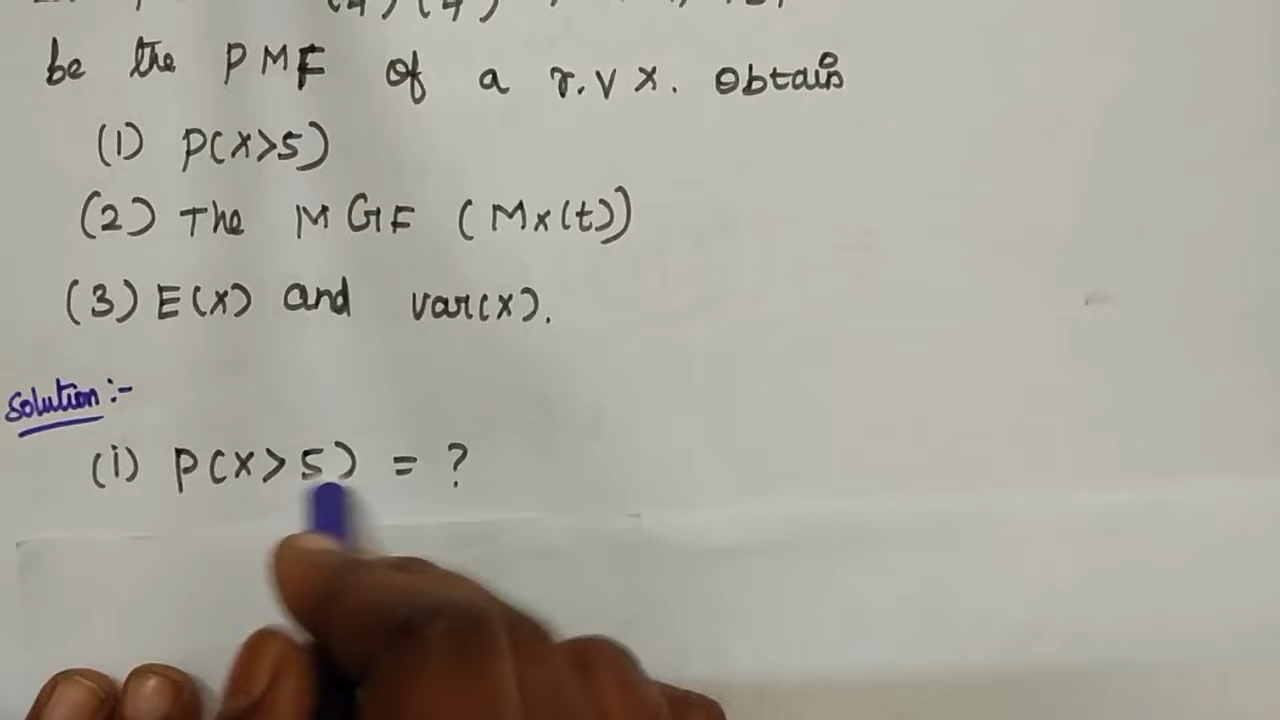 be the PMF of a r.v X. Obtain
(1) P(X>5)
(2) The MGF (Mx(t))
(3) E(X) and var(X).
Solution :-
(i) P(X>5) = ?